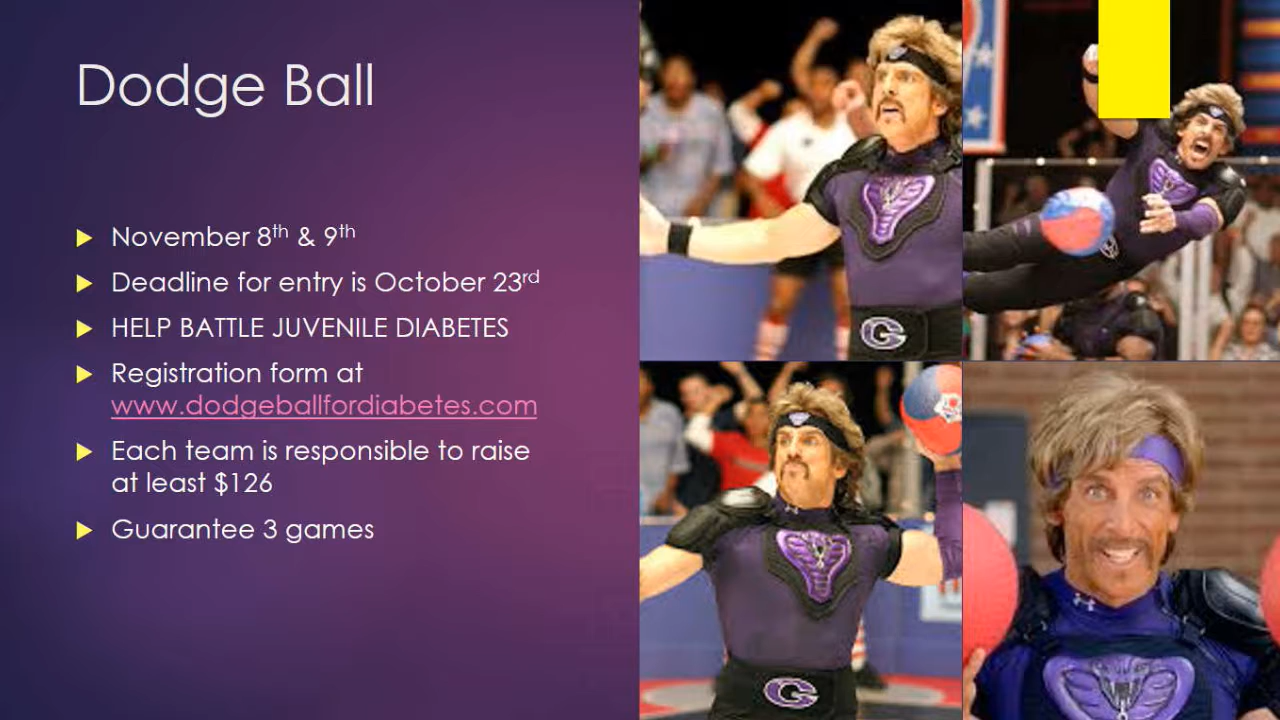 Dodge Ball
November 8th & 9th
Deadline for entry is October 23rd
HELP BATTLE JUVENILE DIABETES
Registration form at
www.dodgeballfordiabetes.com
Each team is responsible to raise
at least $126
Guarantee 3 games
G
G